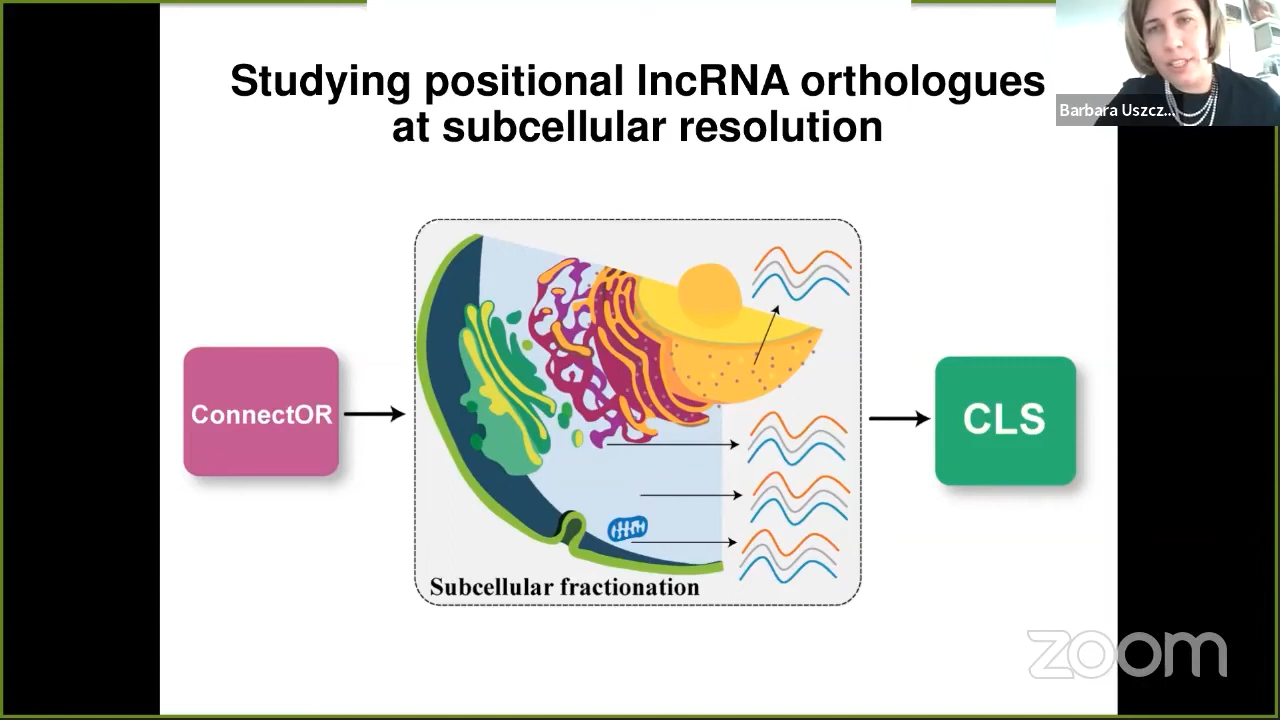 Studying positional lncRNA orthologues
at subcellular resolution
Barbara Uszcz...
ConnectOR
CLS
Subcellular fractionation
zoom